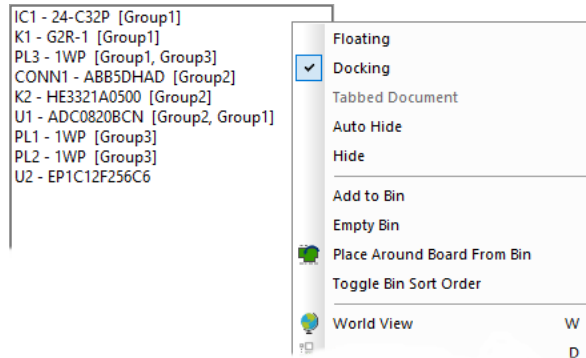 IC1 - 24-C32P [Group1]
K1 - G2R-1 [Group1]
PL3 - 1WP [Group1, Group3]
CONN1 - ABB5DHAD [Group2]
K2 - HE3321A0500 [Group2]
U1 - ADC0820BCN [Group2, Group1]
PL1 - 1WP [Group3]
PL2 - 1WP [Group3]
U2 - EP1C12F256C6
Floating
Docking
Tabbed Document
Auto Hide
Hide
Add to Bin
Empty Bin
Place Around Board From Bin
Toggle Bin Sort Order
World View W
D